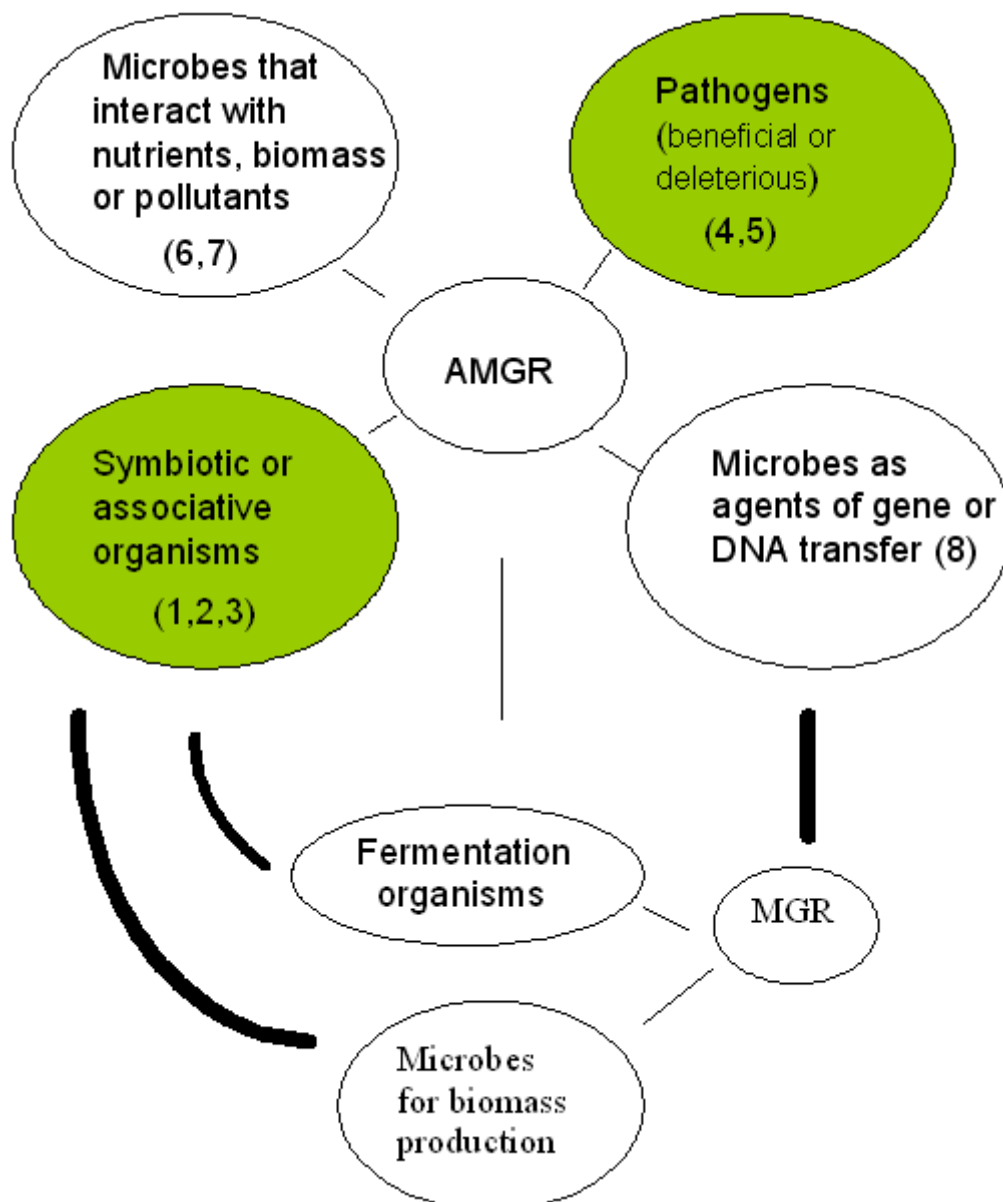 Microbes that
interact with
nutrients, biomass
or pollutants
(6,7)
Pathogens
(beneficial or
deleterious)
(4,5)
AMGR
Symbiotic or
associative
organisms
(1,2,3)
Microbes as
agents of gene or
DNA transfer (8)
Fermentation
organisms
MGR
Microbes
for biomass
production